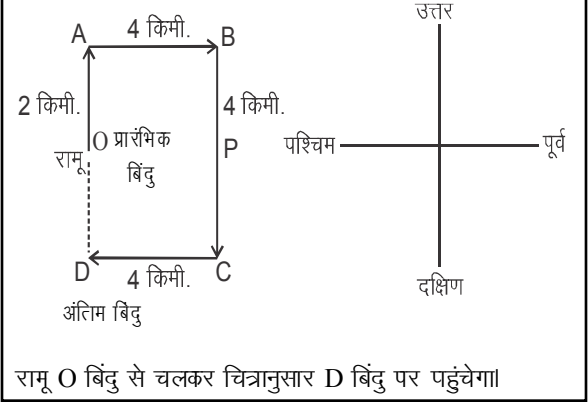 उत्तर
A 4 किमी. B
2 किमी. 4 किमी.
O प्रारंभिक P पश्चिम पूर्व
रामू बिंदु
D 4 किमी. C
दक्षिण
अंतिम बिंदु
रामू O बिंदु से चलकर चित्रानुसार D बिंदु पर पहुंचेगा।